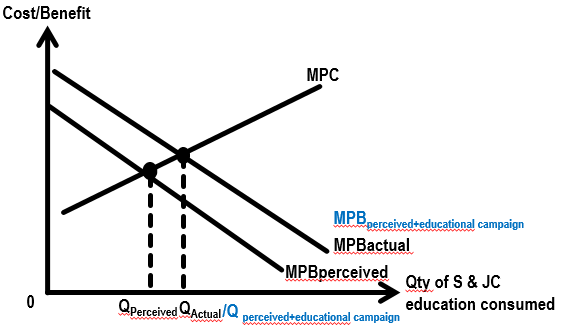 Cost/Benefit
MPC
MPBperceived+educational campaign
MPBactual
MPBperceived
Qty of S & JC
education consumed
0
QPerceived QActual/Q perceived+educational campaign